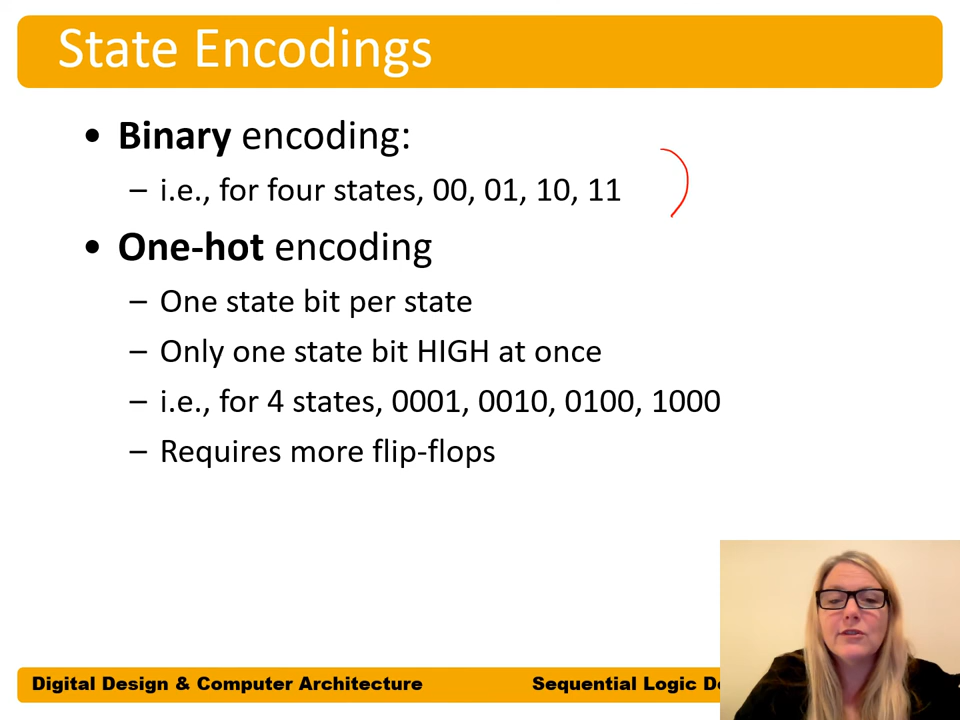 State Encodings
• Binary encoding:
– i.e., for four states, 00, 01, 10, 11
• One-hot encoding
– One state bit per state
– Only one state bit HIGH at once
– i.e., for 4 states, 0001, 0010, 0100, 1000
– Requires more flip-flops
Digital Design & Computer Architecture
Sequential Logic